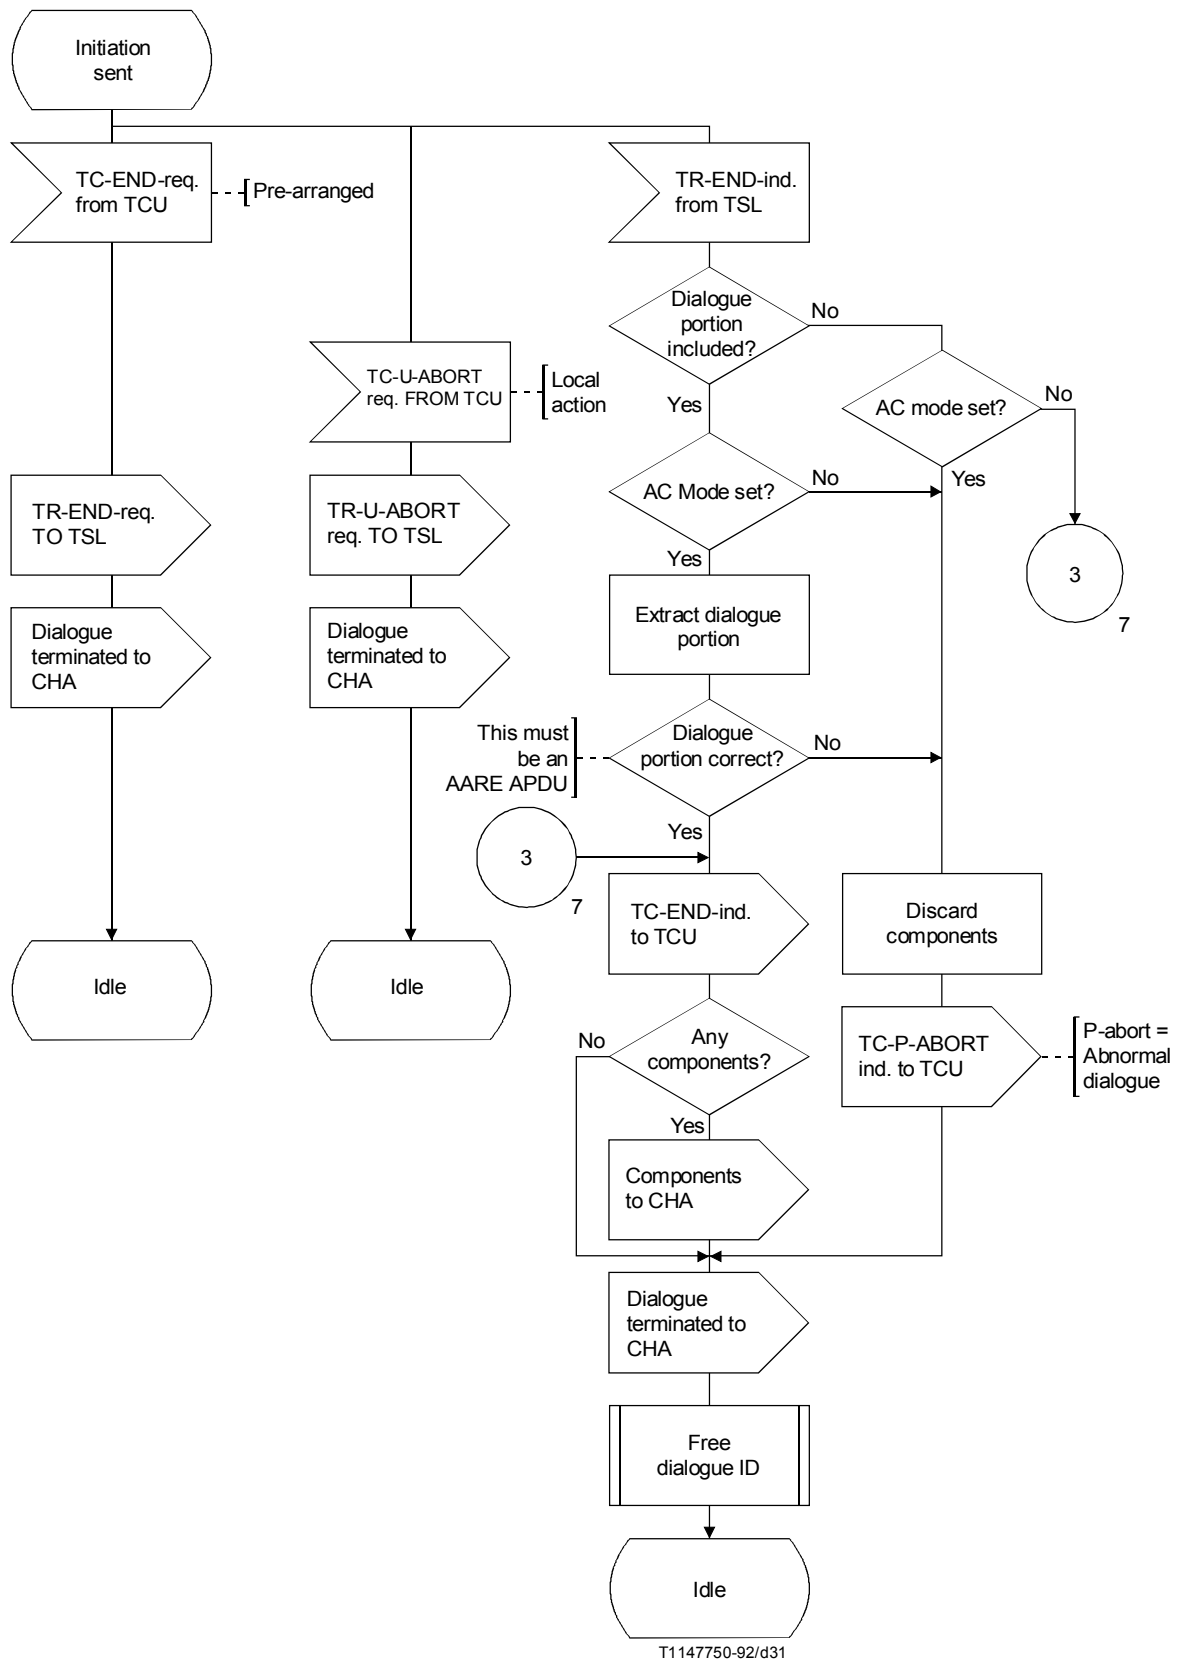 Initiation
sent
TC-END-req.
from TCU
Pre-arranged
TR-END-ind.
from TSL
Dialogue
portion
included?
No
Yes
TC-U-ABORT
req. FROM TCU
Local
action
AC mode set?
No
Yes
AC Mode set?
No
Yes
TR-END-req.
TO TSL
TR-U-ABORT
req. TO TSL
3
7
Extract dialogue
portion
Dialogue
terminated to
CHA
Dialogue
terminated to
CHA
This must
be an
AARE APDU
Dialogue
portion correct?
No
Yes
3
7
TC-END-ind.
to TCU
Discard
components
Idle
Idle
Any
components?
No
Yes
TC-P-ABORT
ind. to TCU
P-abort =
Abnormal
dialogue
Components
to CHA
Dialogue
terminated to
CHA
Free
dialogue ID
Idle
T1147750-92/d31